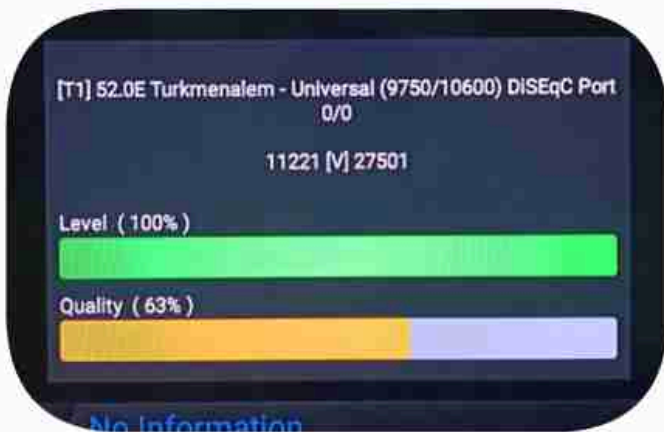 [T1] 52.0E Turkmenalem - Universal (9750/10600) DiSEqC Port
0/0
11221 [V] 27501
Level ( 100% )
Quality ( 63% )
No Information